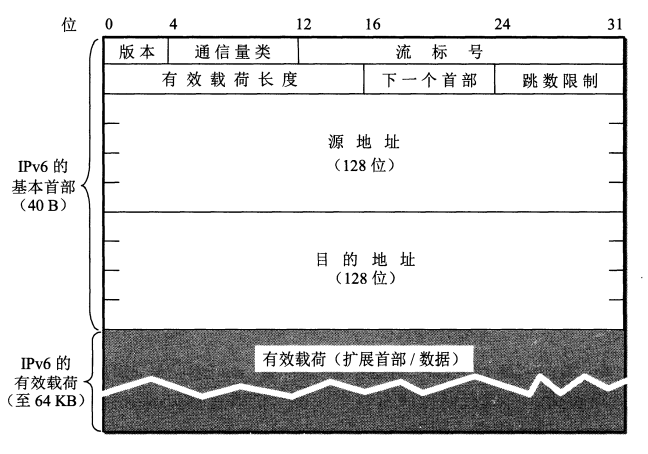 位 0 4 12 16 24 31
版本 通信量类 流标号
有效载荷长度 下一个首部 跳数限制
源地址
（128 位）
IPv6 的
基本首部
（40 B）
目的地址
（128 位）
IPv6 的
有效载荷
（至 64 KB）
有效载荷（扩展首部 / 数据）